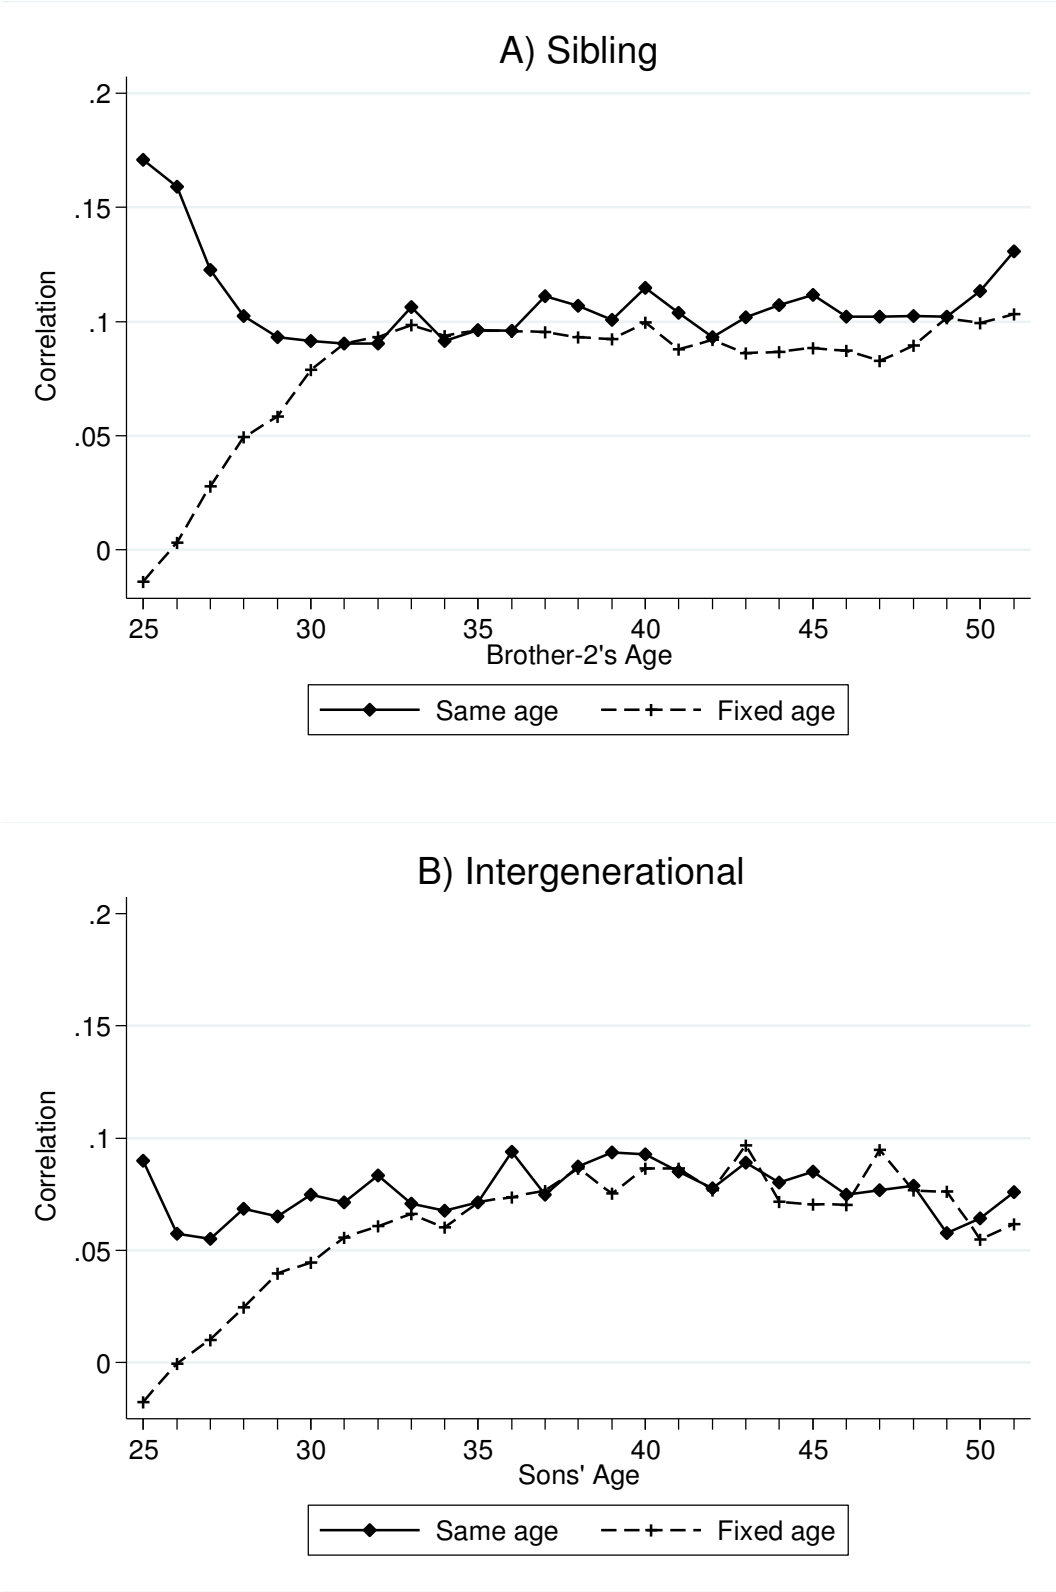 A) Sibling
.2
.15
.1
.05
0
Correlation
25 30 35 40 45 50
Brother-2's Age
Same age Fixed age
B) Intergenerational
.2
.15
.1
.05
0
Correlation
25 30 35 40 45 50
Sons' Age
Same age Fixed age